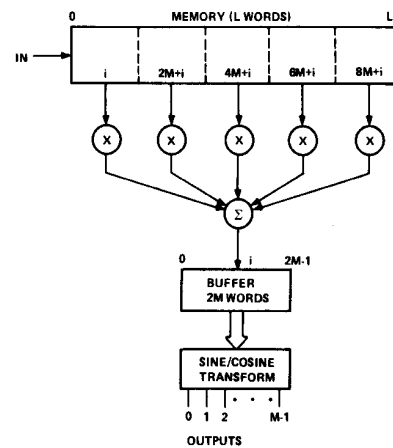 0 MEMORY (L WORDS) L
IN
i 2M+i 4M+i 6M+i 8M+i
X X X X X
Σ
0 i 2M-1
BUFFER
2M WORDS
SINE/COSINE
TRANSFORM
0 1 2 · · · M-1
OUTPUTS